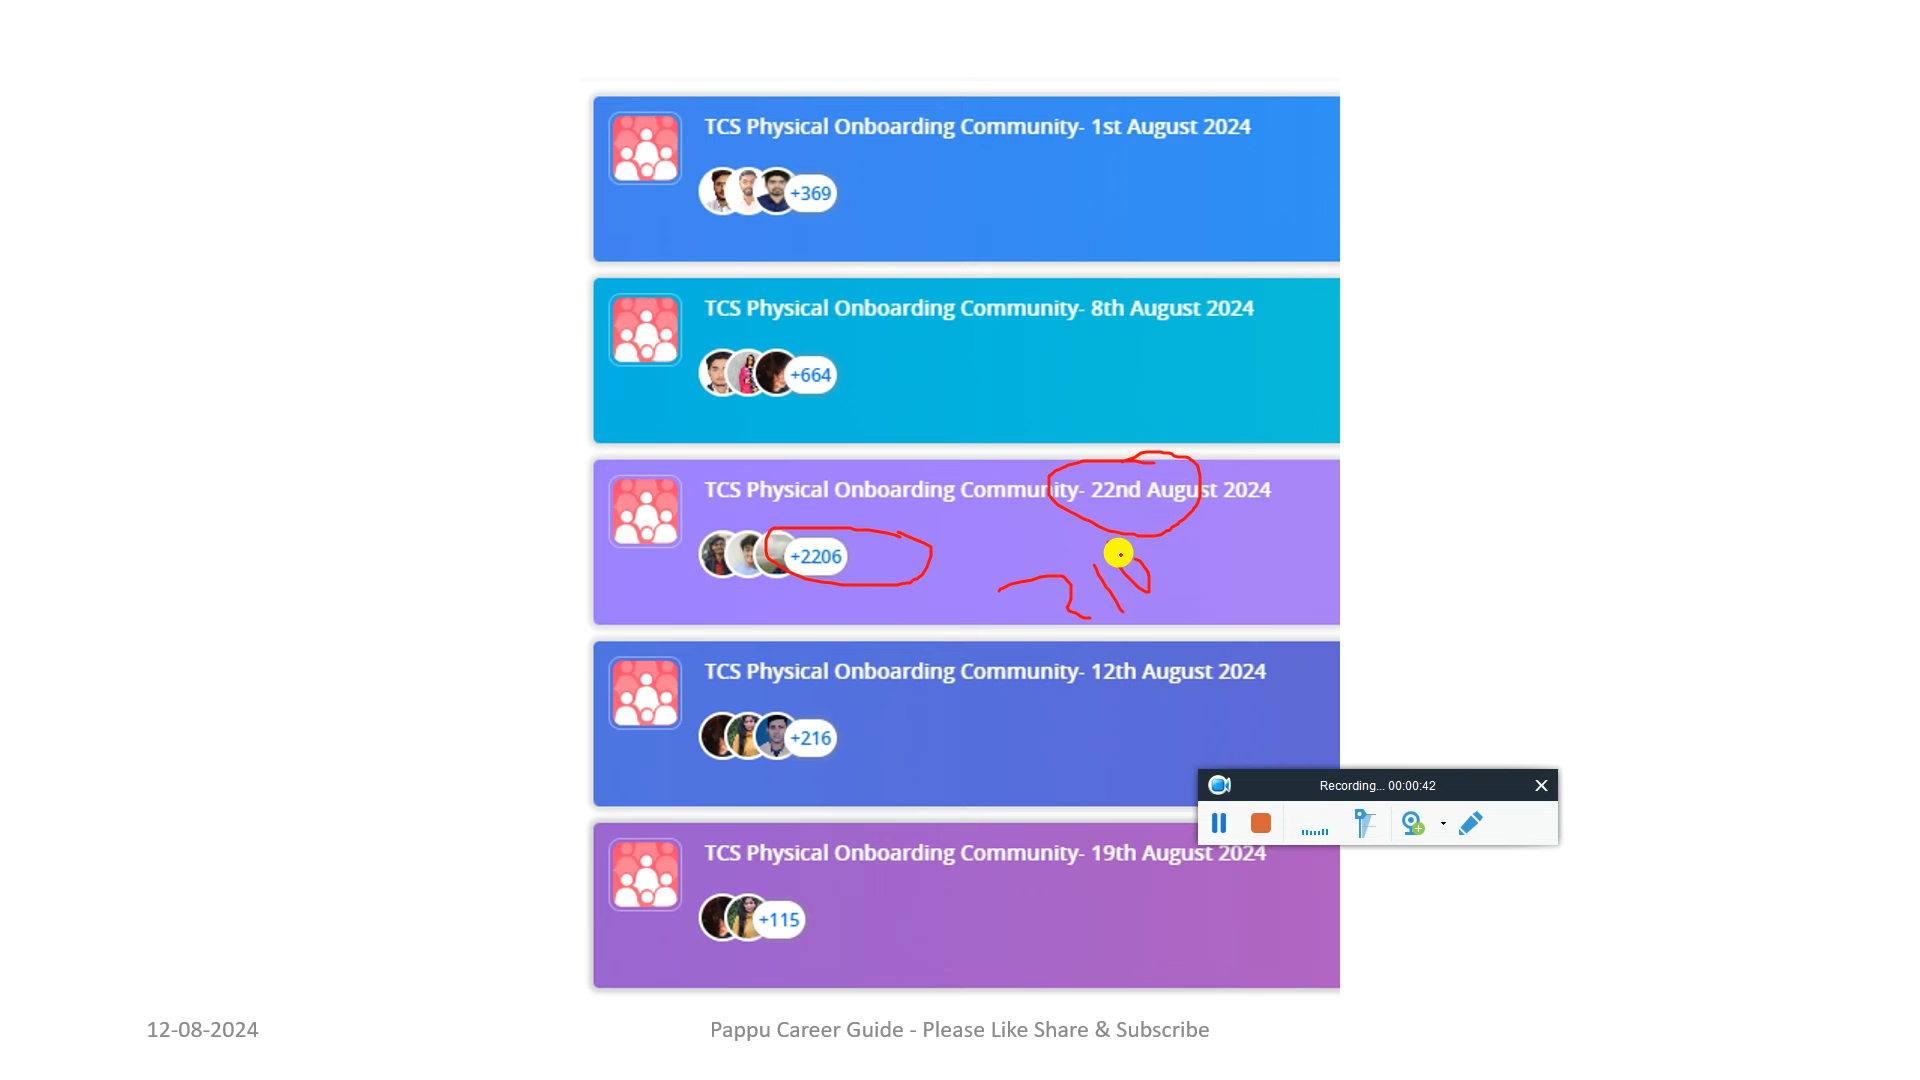 TCS Physical Onboarding Community- 1st August 2024
+369
TCS Physical Onboarding Community- 8th August 2024
+664
TCS Physical Onboarding Community- 22nd August 2024
+2206
TCS Physical Onboarding Community- 12th August 2024
+216
Recording... 00:00:42
TCS Physical Onboarding Community- 19th August 2024
+115
12-08-2024
Pappu Career Guide - Please Like Share & Subscribe